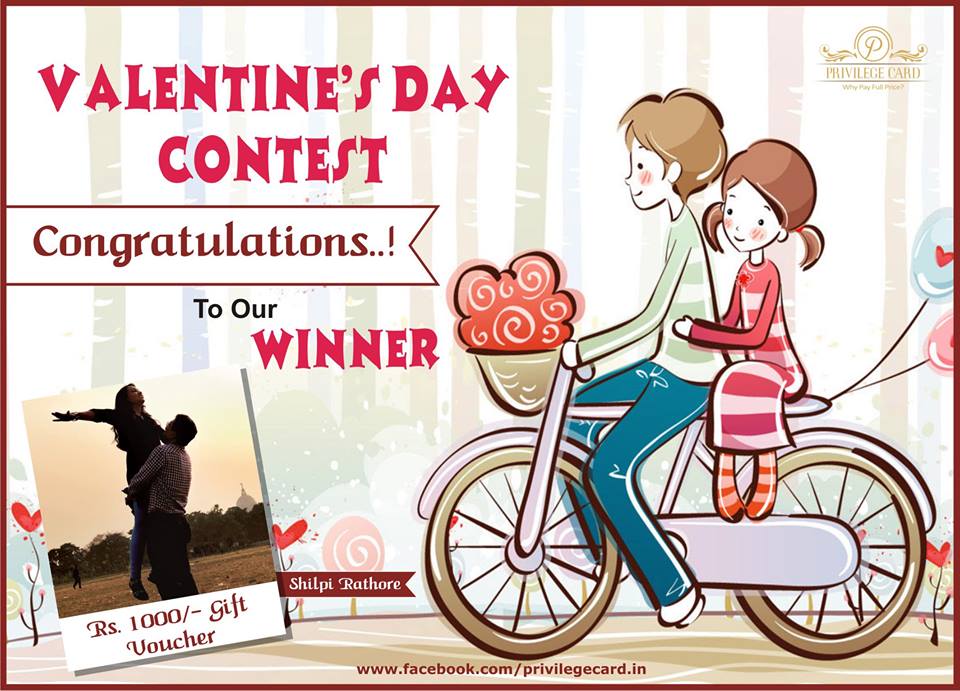 VALENTINE'S DAY
CONTEST
P
PRIVILEGE CARD
Why Pay Full Price?
Congratulations..!
To Our
WINNER
Shilpi Rathore
Rs. 1000/- Gift
Voucher
www.facebook.com/privilegecard.in